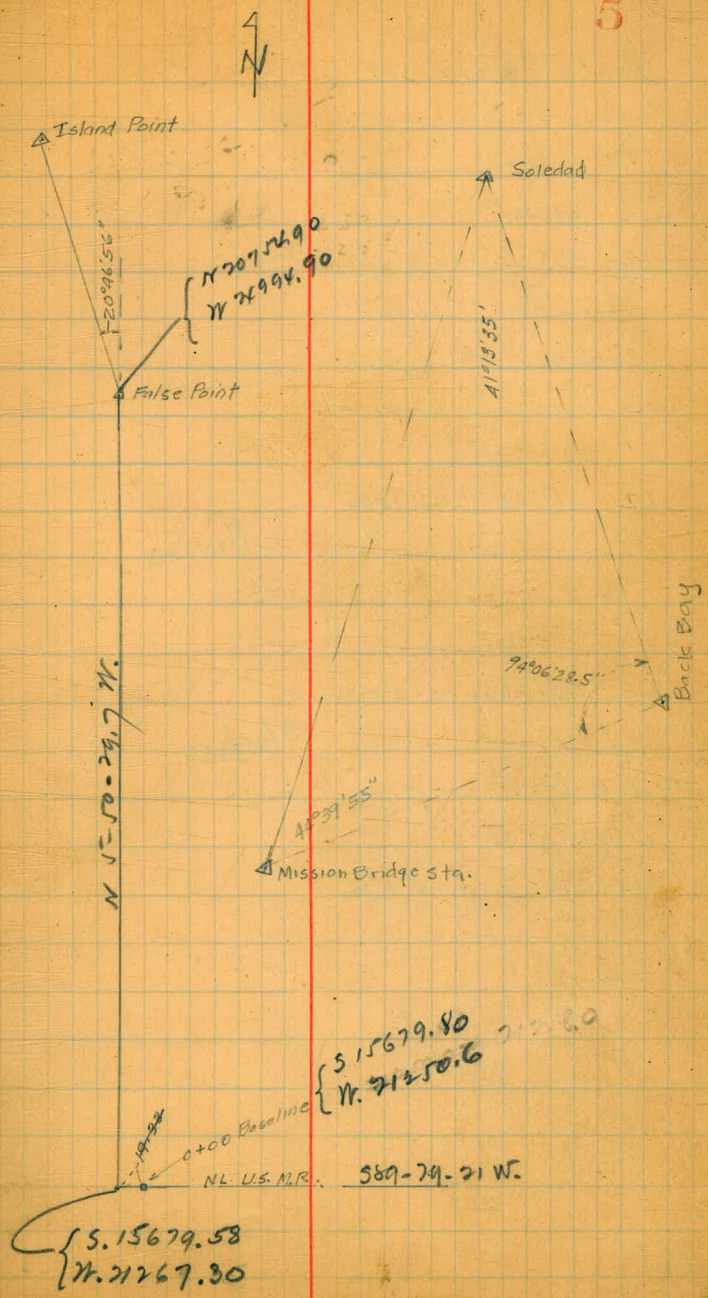 5
N
Island Point
Soledad
20°46'56"
N 20754.90
W 24994.90
41°13'35'
False Point
Back Bay
94°06'28.5"
N 5-50-29.7 W.
44°39'55"
Mission Bridge Sta.
S 15679.80
W. 21250.6
0+00 Baseline
NL U.S. M.R. S89-29-21 W.
S. 15679.58
W. 21267.30